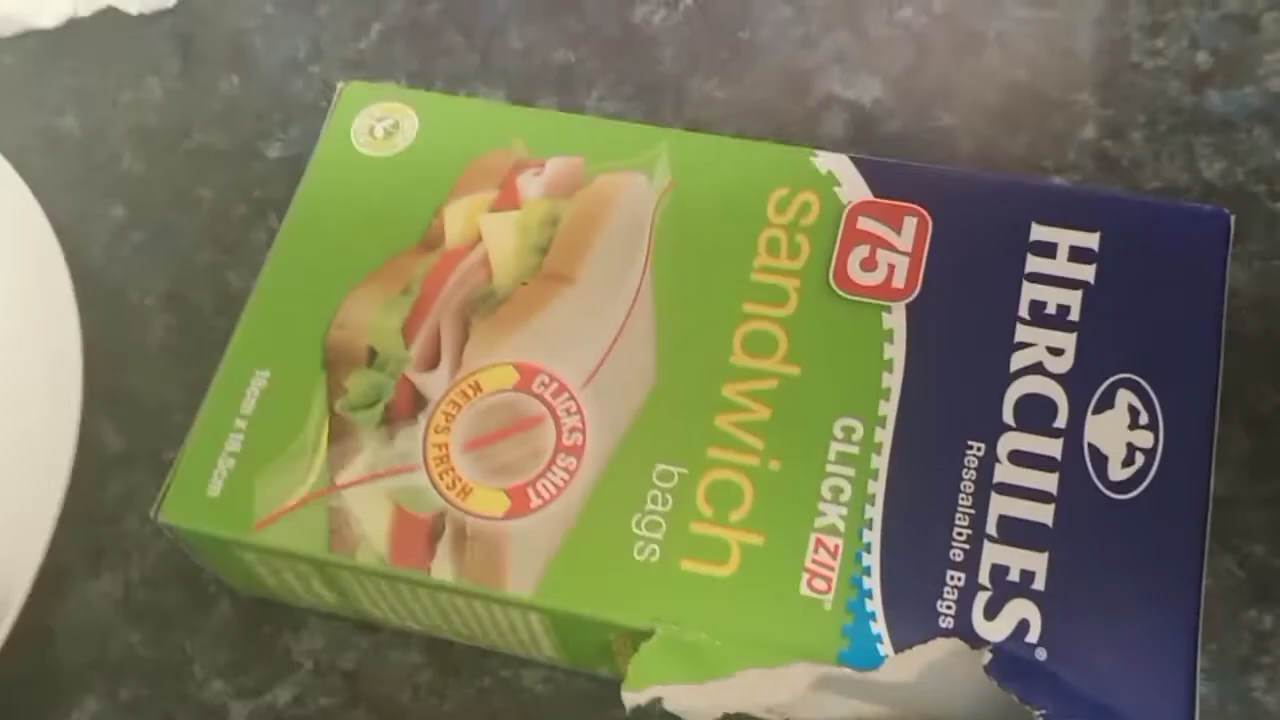 HERCULES®
Resealable Bags
75
CLICK ZIP
sandwich
bags
CLICKS SHUT
KEEPS FRESH